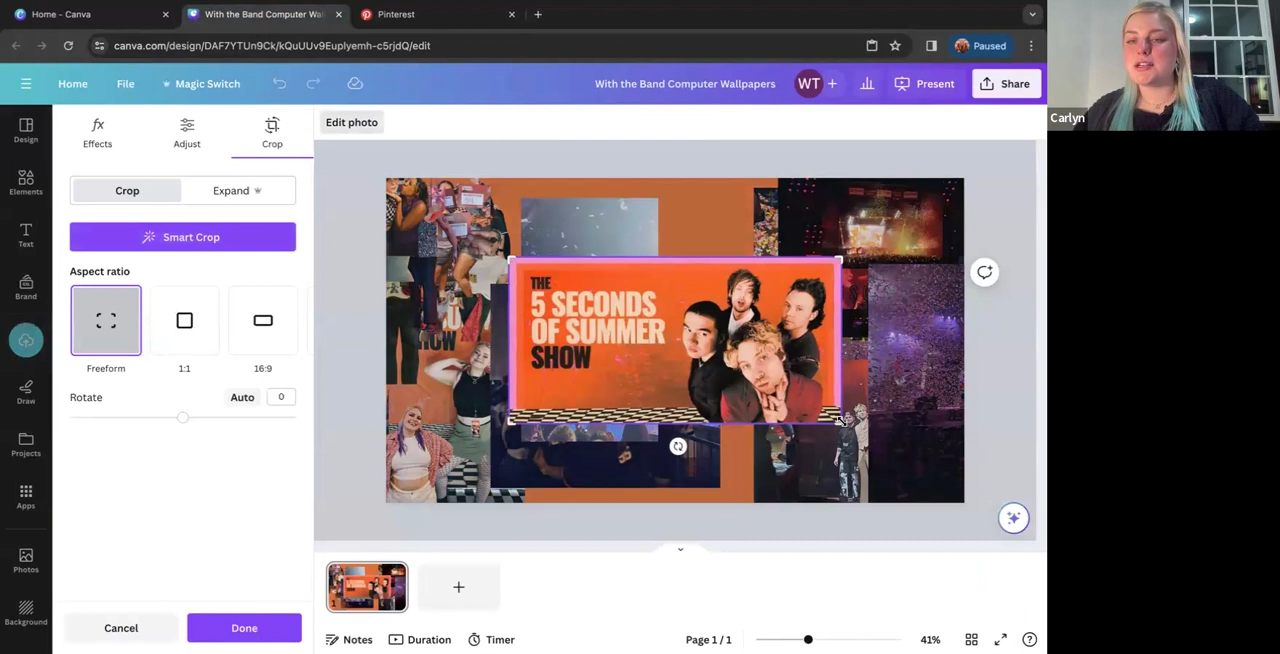 Home - Canva
With the Band Computer Wal
Pinterest
canva.com/design/DAF7YTUn9Ck/kQuUUv9Euplyemh-c5rjdQ/edit
Paused
Home
File
Magic Switch
With the Band Computer Wallpapers
WT
Present
Share
Carlyn
Design
Elements
Text
Brand
Draw
Projects
Apps
Photos
Background
Effects
Adjust
Crop
Edit photo
Crop
Expand
Smart Crop
Aspect ratio
Freeform
1:1
16:9
Rotate
Auto
0
THE
5 SECONDS
OF SUMMER
SHOW
Cancel
Done
1
Notes
Duration
Timer
Page 1 / 1
41%